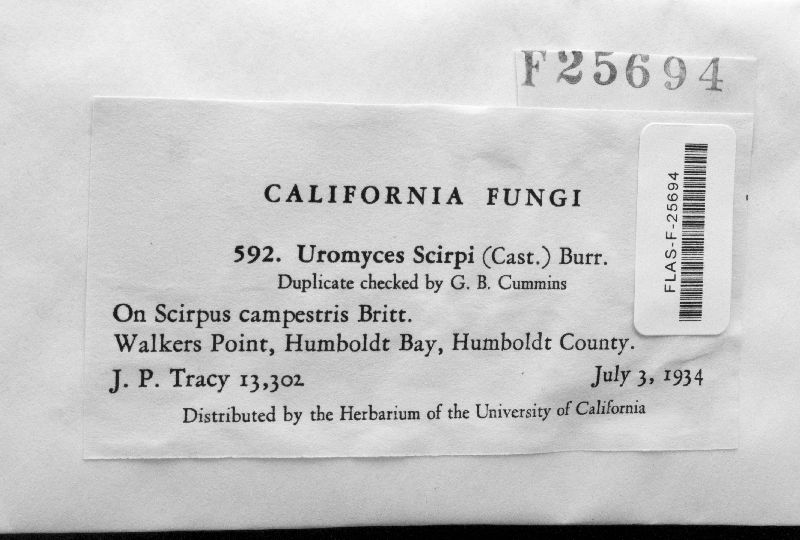 F25694
CALIFORNIA FUNGI
592. Uromyces Scirpi (Cast.) Burr.
Duplicate checked by G. B. Cummins
On Scirpus campestris Britt.
Walkers Point, Humboldt Bay, Humboldt County.
J. P. Tracy 13,302 July 3, 1934
Distributed by the Herbarium of the University of California
FLAS-F-25694